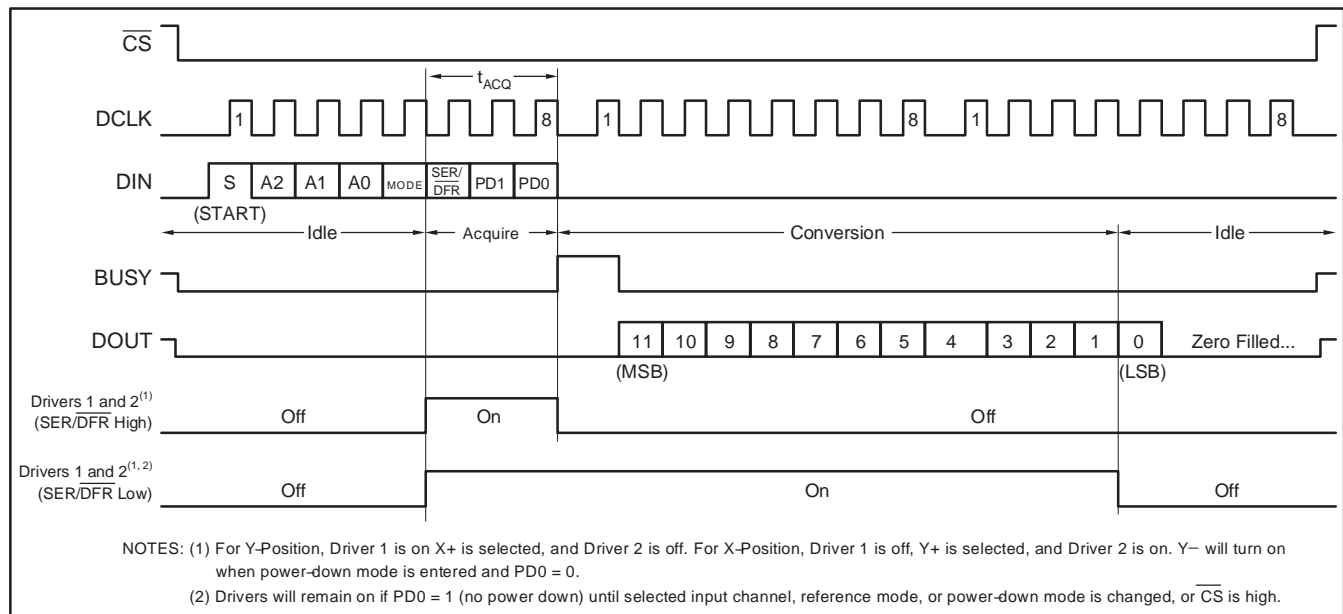 CS
tACQ
DCLK 1 8 1 8 1 8
DIN S A2 A1 A0 MODE SER/DFR PD1 PD0
(START)
Idle Acquire Conversion Idle
BUSY
DOUT 11 10 9 8 7 6 5 4 3 2 1 0 Zero Filled...
(MSB) (LSB)
Drivers 1 and 2(1)
(SER/DFR High) Off On Off
Drivers 1 and 2(1, 2)
(SER/DFR Low) Off On Off
NOTES: (1) For Y-Position, Driver 1 is on X+ is selected, and Driver 2 is off. For X-Position, Driver 1 is off, Y+ is selected, and Driver 2 is on. Y− will turn on
when power-down mode is entered and PD0 = 0.
(2) Drivers will remain on if PD0 = 1 (no power down) until selected input channel, reference mode, or power-down mode is changed, or CS is high.